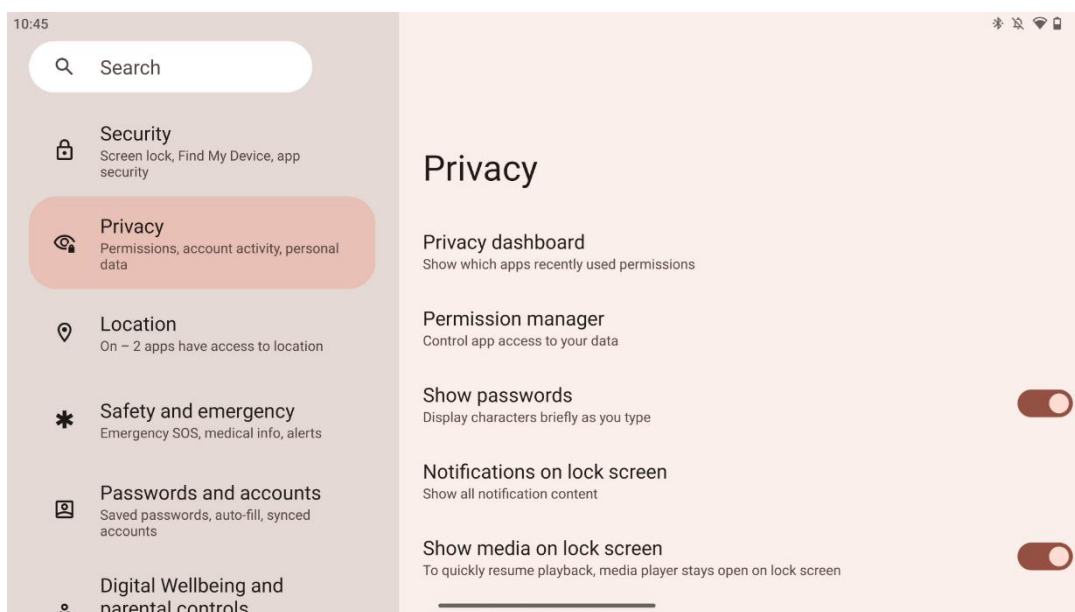 10:45
Search
Security
Screen lock, Find My Device, app
security
Privacy
Permissions, account activity, personal
data
Location
On – 2 apps have access to location
Safety and emergency
Emergency SOS, medical info, alerts
Passwords and accounts
Saved passwords, auto-fill, synced
accounts
Digital Wellbeing and
parental controls
Privacy
Privacy dashboard
Show which apps recently used permissions
Permission manager
Control app access to your data
Show passwords
Display characters briefly as you type
Notifications on lock screen
Show all notification content
Show media on lock screen
To quickly resume playback, media player stays open on lock screen